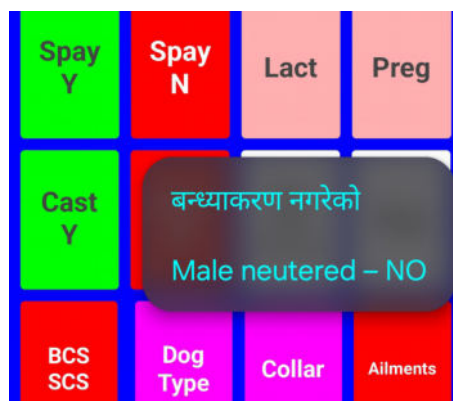 Spay
Y
Spay
N
Lact
Preg
Cast
Y
बन्ध्याकरण नगरेको
Male neutered – NO
BCS
SCS
Dog
Type
Collar
Ailments